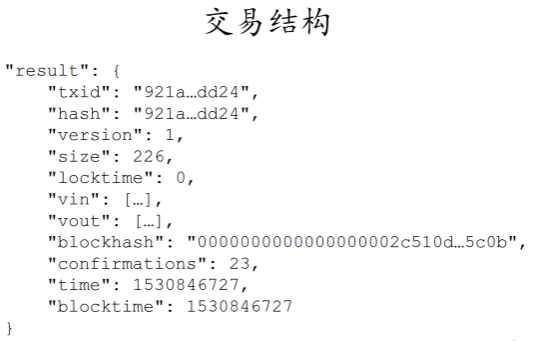 交易结构
"result": {
"txid": "921a…dd24",
"hash": "921a…dd24",
"version": 1,
"size": 226,
"locktime": 0,
"vin": […],
"vout": […],
"blockhash": "0000000000000000002c510d…5c0b",
"confirmations": 23,
"time": 1530846727,
"blocktime": 1530846727
}